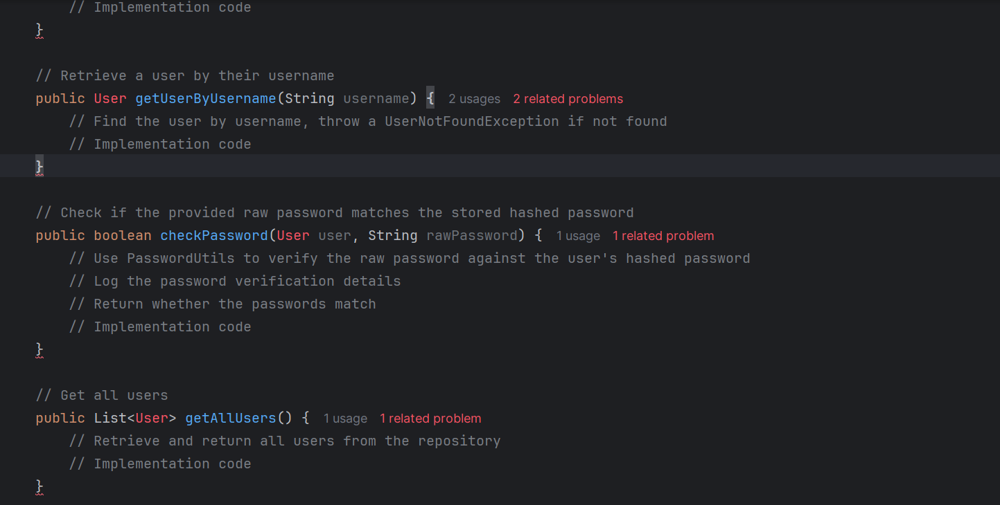 // Implementation code
}
// Retrieve a user by their username
public User getUserByUsername(String username) { 2 usages 2 related problems
// Find the user by username, throw a UserNotFoundException if not found
// Implementation code
}
// Check if the provided raw password matches the stored hashed password
public boolean checkPassword(User user, String rawPassword) { 1 usage 1 related problem
// Use PasswordUtils to verify the raw password against the user's hashed password
// Log the password verification details
// Return whether the passwords match
// Implementation code
}
// Get all users
public List<User> getAllUsers() { 1 usage 1 related problem
// Retrieve and return all users from the repository
// Implementation code
}